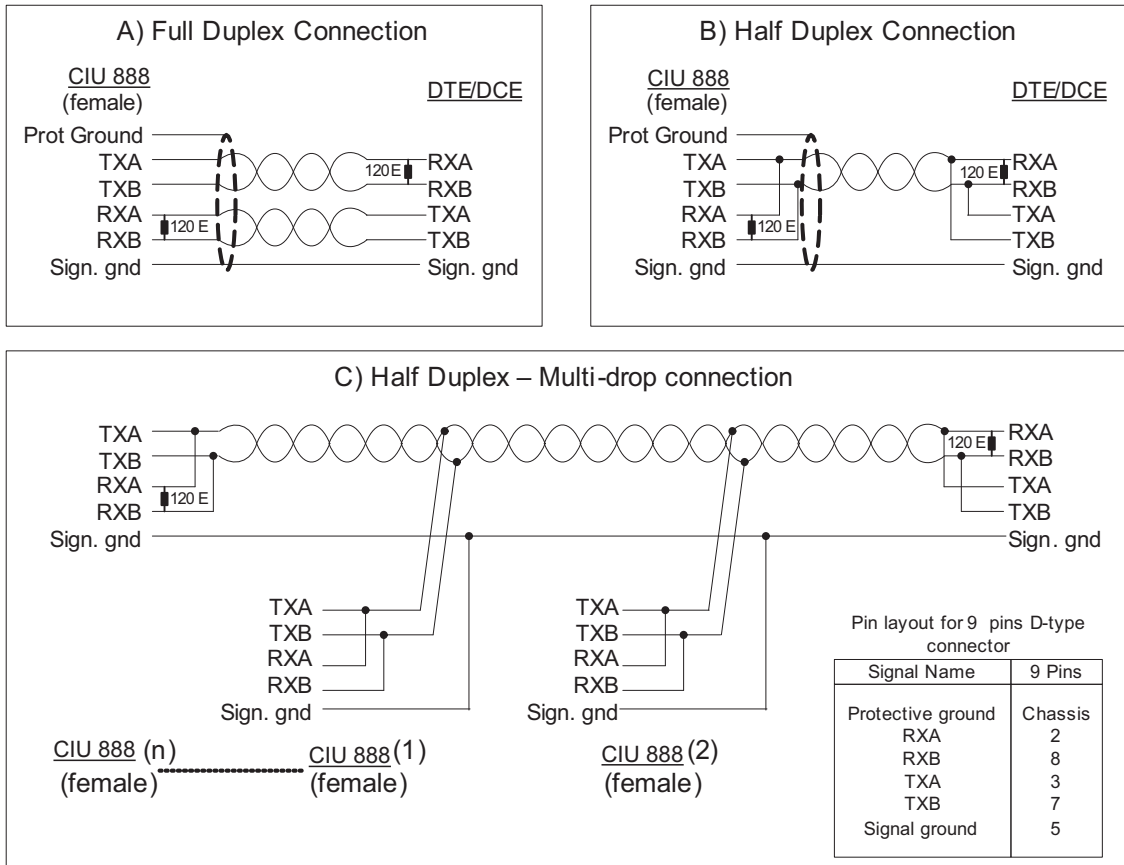 A) Full Duplex Connection
CIU 888
(female)
DTE/DCE
Prot Ground
TXA
TXB
RXA
RXB
Sign. gnd
120 E
120 E
RXA
RXB
TXA
TXB
Sign. gnd
B) Half Duplex Connection
CIU 888
(female)
DTE/DCE
Prot Ground
TXA
TXB
RXA
RXB
Sign. gnd
120 E
120 E
RXA
RXB
TXA
TXB
Sign. gnd
C) Half Duplex – Multi-drop connection
TXA
TXB
RXA
RXB
Sign. gnd
120 E
120 E
RXA
RXB
TXA
TXB
Sign. gnd
TXA
TXB
RXA
RXB
Sign. gnd
TXA
TXB
RXA
RXB
Sign. gnd
CIU 888 (n)
(female)
CIU 888 (1)
(female)
CIU 888 (2)
(female)
Pin layout for 9 pins D-type
connector
Signal Name 9 Pins
Protective ground Chassis
RXA 2
RXB 8
TXA 3
TXB 7
Signal ground 5